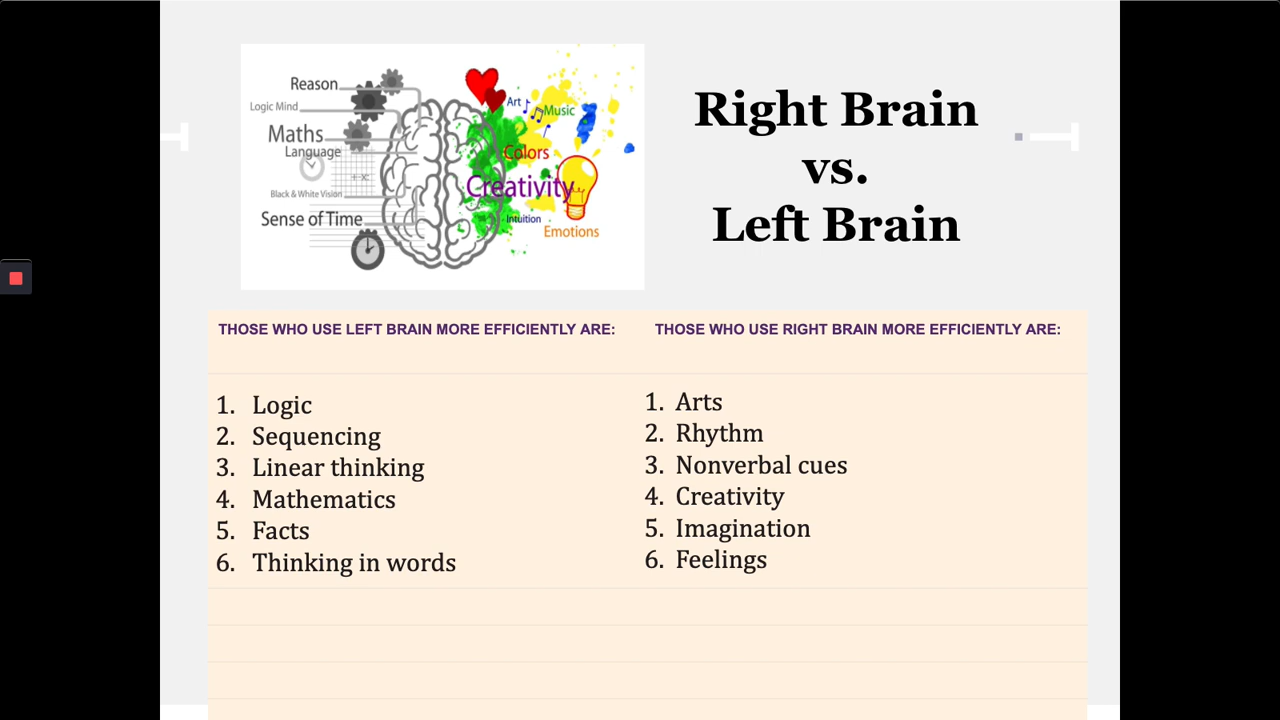 Reason
Logic Mind
Maths
Language
Black & White Vision
Sense of Time
Art
Music
Colors
Creativity
Intuition
Emotions
Right Brain
vs.
Left Brain
THOSE WHO USE LEFT BRAIN MORE EFFICIENTLY ARE:
1. Logic
2. Sequencing
3. Linear thinking
4. Mathematics
5. Facts
6. Thinking in words
THOSE WHO USE RIGHT BRAIN MORE EFFICIENTLY ARE:
1. Arts
2. Rhythm
3. Nonverbal cues
4. Creativity
5. Imagination
6. Feelings